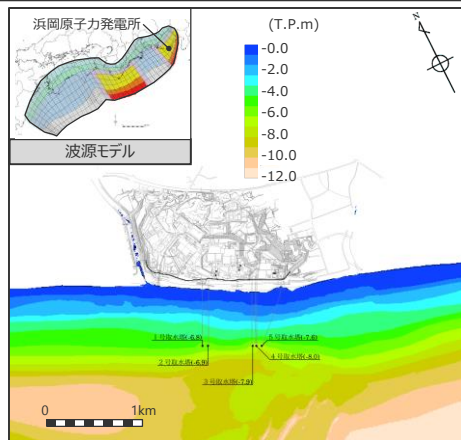 浜岡原子力発電所
波源モデル
(T.P.m)
-0.0
-2.0
-4.0
-6.0
-8.0
-10.0
-12.0
N
1号取水塔(-6.8)
2号取水塔(-6.9)
3号取水塔(-7.9)
4号取水塔(-8.0)
5号取水塔(-7.6)
0 1km